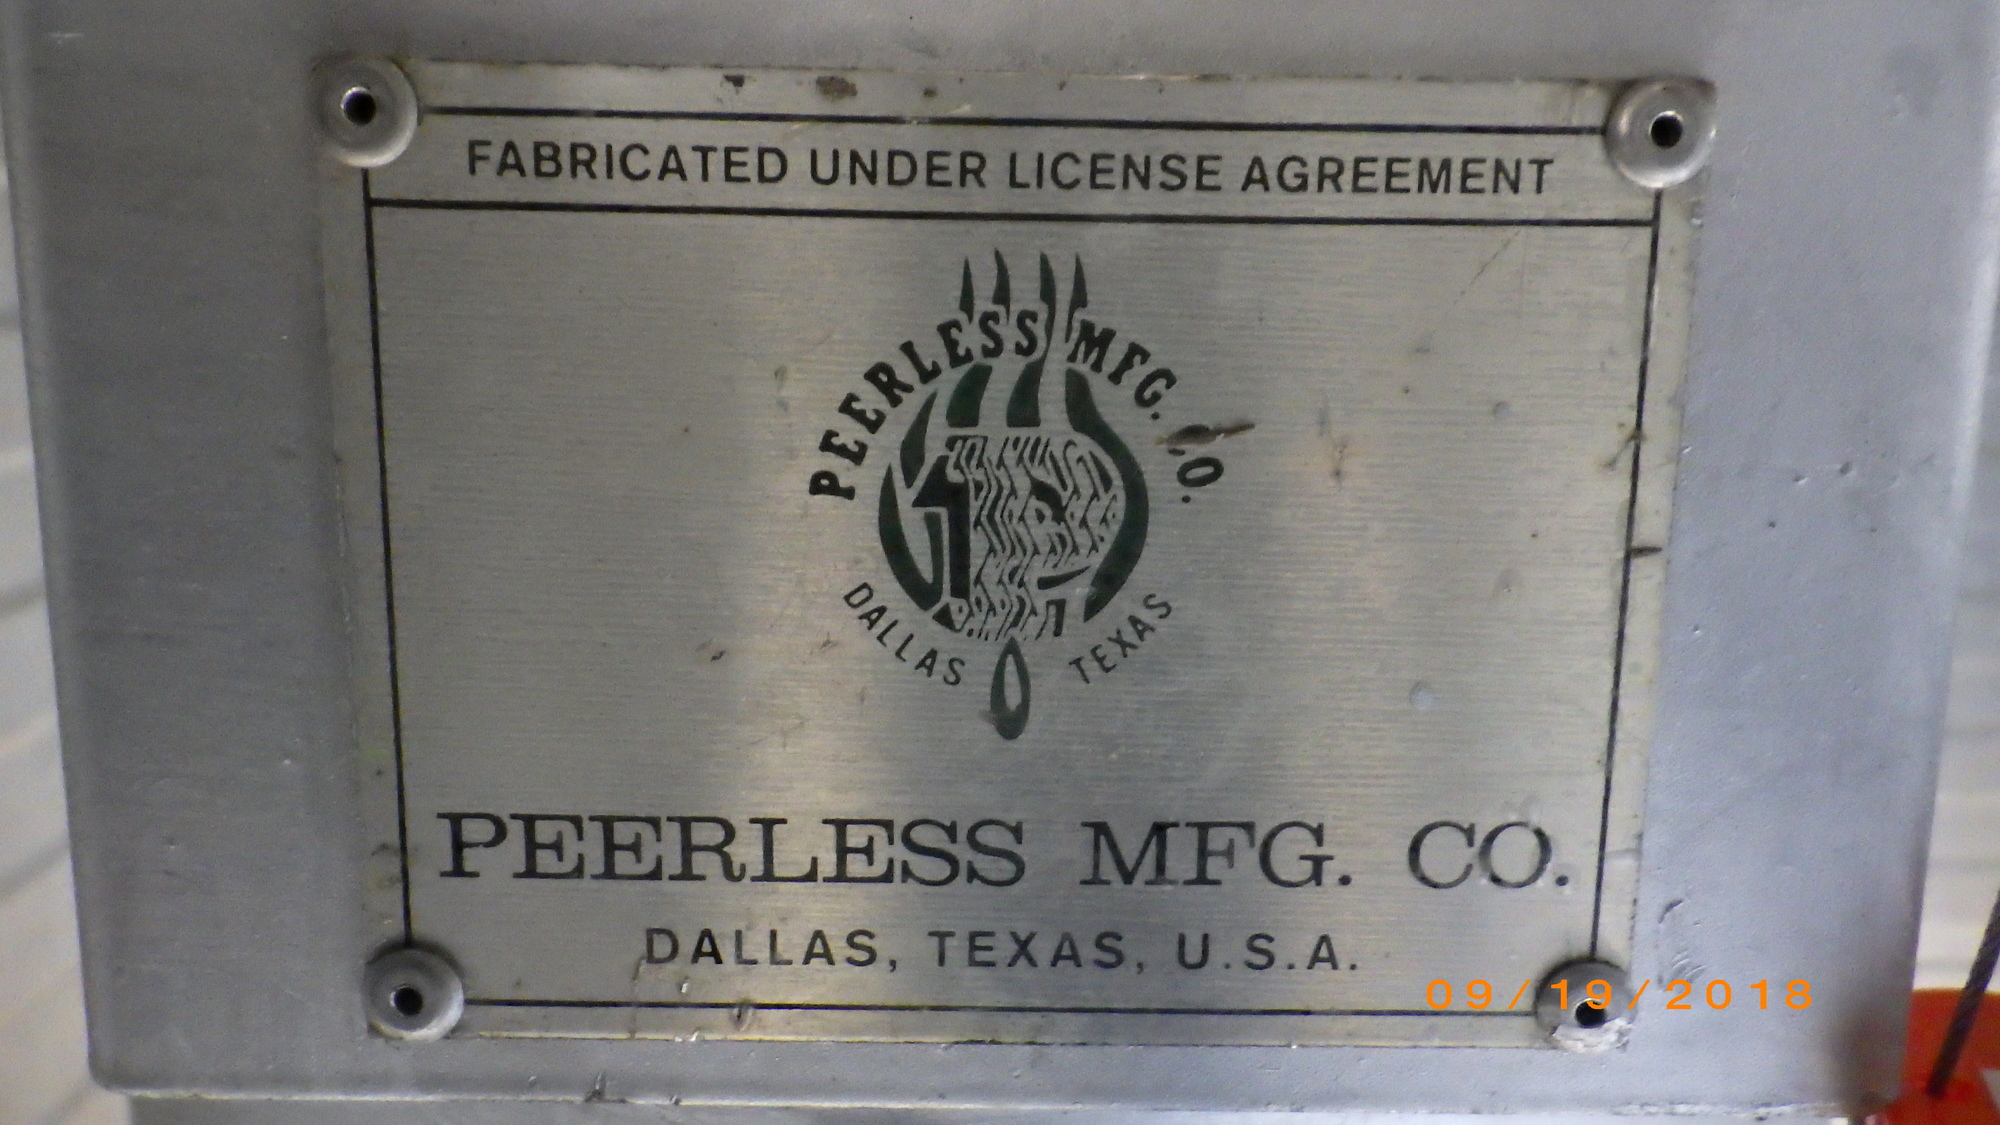 FABRICATED UNDER LICENSE AGREEMENT
PEERLESS MFG. CO.
DALLAS TEXAS
PEERLESS MFG. CO.
DALLAS, TEXAS, U.S.A.
09/19/2018